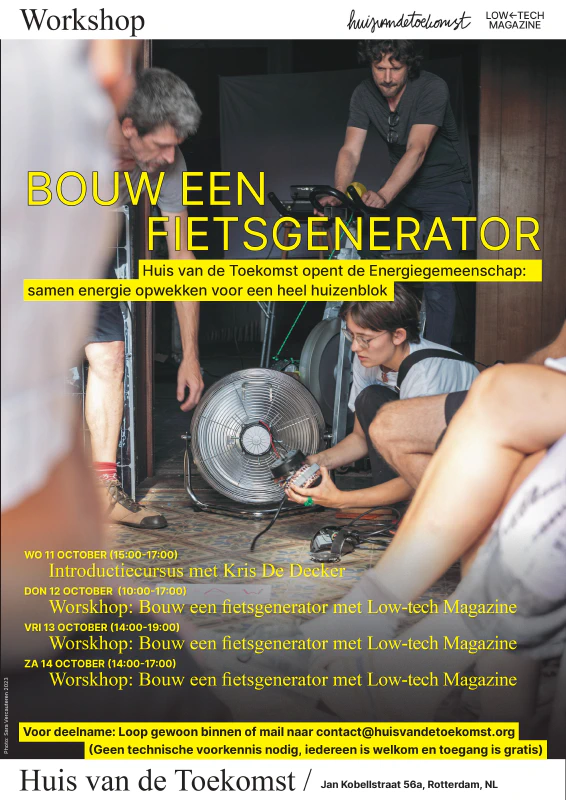 Workshop
huisvandetoekomst
LOW←TECH
MAGAZINE
BOUW EEN
FIETSGENERATOR
Huis van de Toekomst opent de Energiegemeenschap:
samen energie opwekken voor een heel huizenblok
WO 11 OCTOBER (15:00-17:00)
Introductiecursus met Kris De Decker
DON 12 OCTOBER (10:00-17:00)
Worskhop: Bouw een fietsgenerator met Low-tech Magazine
VRI 13 OCTOBER (14:00-19:00)
Worskhop: Bouw een fietsgenerator met Low-tech Magazine
ZA 14 OCTOBER (14:00-17:00)
Worskhop: Bouw een fietsgenerator met Low-tech Magazine
Photo: Sara Vercauteren 2023
Voor deelname: Loop gewoon binnen of mail naar contact@huisvandetoekomst.org
(Geen technische voorkennis nodig, iedereen is welkom en toegang is gratis)
Huis van de Toekomst / Jan Kobellstraat 56a, Rotterdam, NL